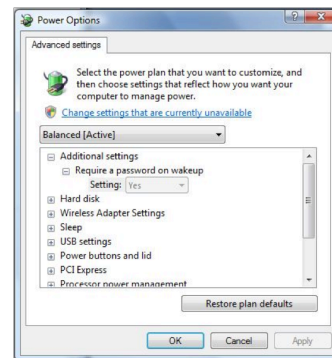 Power Options
Advanced settings
Select the power plan that you want to customize, and
then choose settings that reflect how you want your
computer to manage power.
Change settings that are currently unavailable
Balanced [Active]
Additional settings
Require a password on wakeup
Setting: Yes
Hard disk
Wireless Adapter Settings
Sleep
USB settings
Power buttons and lid
PCI Express
Processor power management
Restore plan defaults
OK Cancel Apply